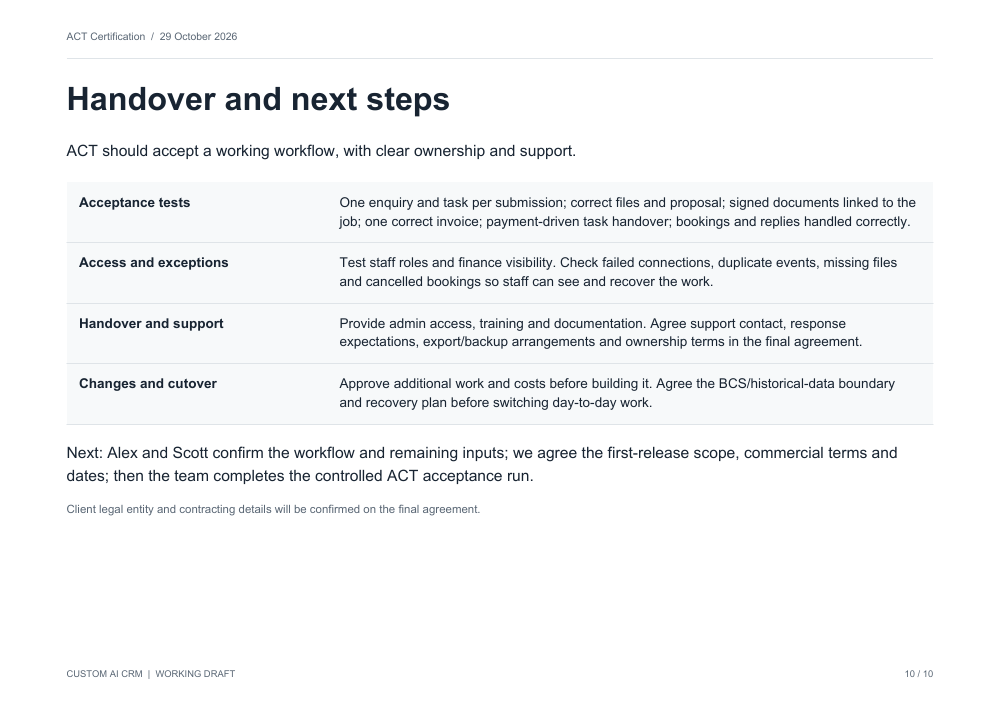 ACT Certification / 29 October 2026
Handover and next steps
ACT should accept a working workflow, with clear ownership and support.
Acceptance tests
One enquiry and task per submission; correct files and proposal; signed documents linked to the
job; one correct invoice; payment-driven task handover; bookings and replies handled correctly.
Access and exceptions
Test staff roles and finance visibility. Check failed connections, duplicate events, missing files
and cancelled bookings so staff can see and recover the work.
Handover and support
Provide admin access, training and documentation. Agree support contact, response
expectations, export/backup arrangements and ownership terms in the final agreement.
Changes and cutover
Approve additional work and costs before building it. Agree the BCS/historical-data boundary
and recovery plan before switching day-to-day work.
Next: Alex and Scott confirm the workflow and remaining inputs; we agree the first-release scope, commercial terms and
dates; then the team completes the controlled ACT acceptance run.
Client legal entity and contracting details will be confirmed on the final agreement.
CUSTOM AI CRM | WORKING DRAFT
10 / 10